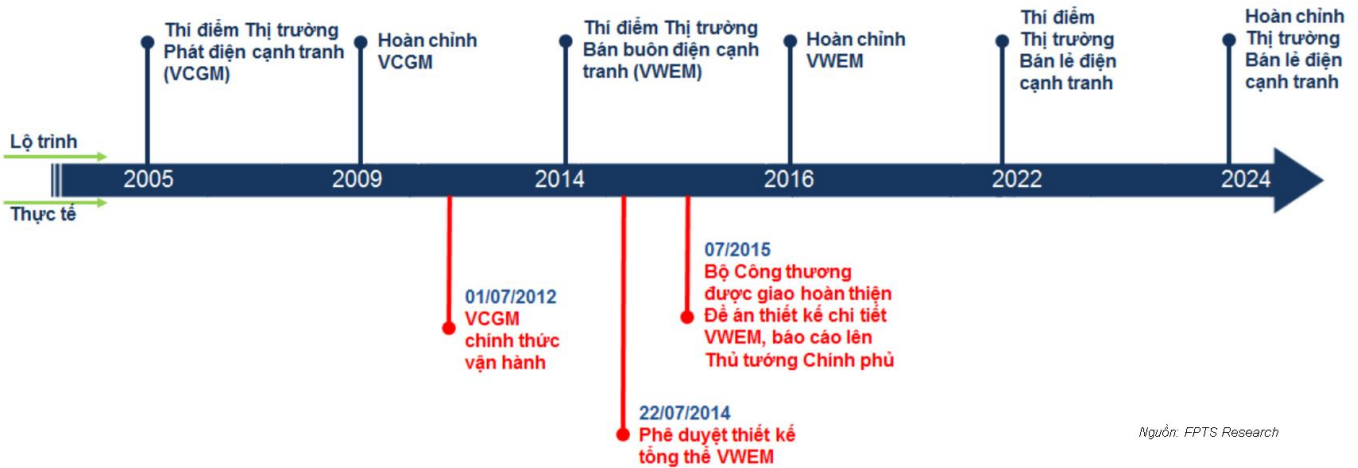 Thí điểm Thị trường
Phát điện cạnh tranh
(VCGM)
Hoàn chỉnh
VCGM
Thí điểm Thị trường
Bán buôn điện cạnh
tranh (VWEM)
Hoàn chỉnh
VWEM
Thí điểm
Thị trường
Bán lẻ điện
cạnh tranh
Hoàn chỉnh
Thị trường
Bán lẻ điện
cạnh tranh
Lộ trình
2005
2009
2014
2016
2022
2024
Thực tế
01/07/2012
VCGM
chính thức
vận hành
22/07/2014
Phê duyệt thiết kế
tổng thể VWEM
07/2015
Bộ Công thương
được giao hoàn thiện
Đề án thiết kế chi tiết
VWEM, báo cáo lên
Thủ tướng Chính phủ
Nguồn: FPTS Research